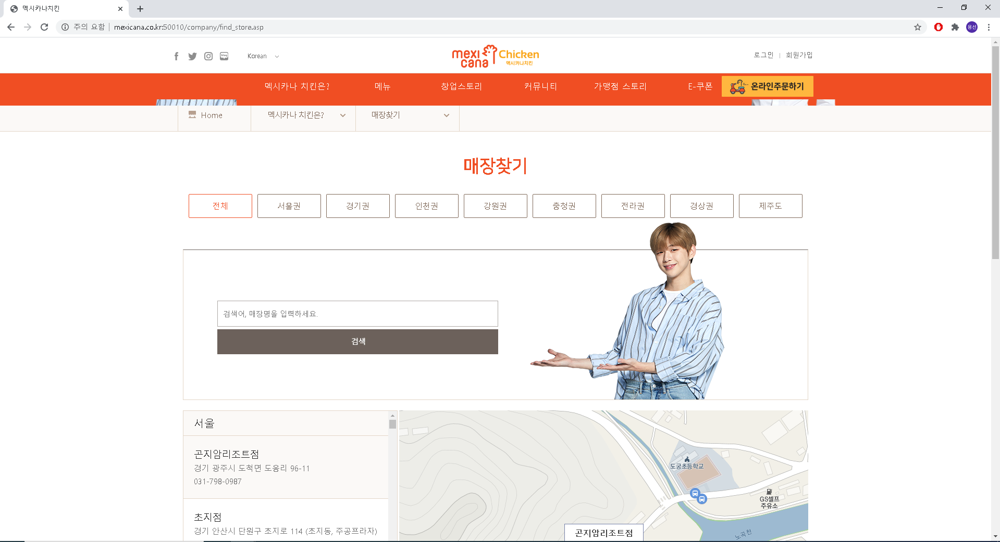 멕시카나치킨
주의 요함 | mexicana.co.kr:50010/company/find_store.asp
용선
blog
Korean
mexi
cana
Chicken
멕시카나치킨
로그인 | 회원가입
멕시카나 치킨은?
메뉴
창업스토리
커뮤니티
가맹점 스토리
E-쿠폰
온라인주문하기
Home
멕시카나 치킨은?
매장찾기
매장찾기
전체
서울권
경기권
인천권
강원권
충청권
전라권
경상권
제주도
검색어, 매장명을 입력하세요.
검색
서울
곤지암리조트점
경기 광주시 도척면 도웅리 96-11
031-798-0987
초지점
경기 안산시 단원구 초지로 114 (초지동, 주공프라자)
도궁초등학교
GS셀프
주유소
곤지암리조트점
노곡천